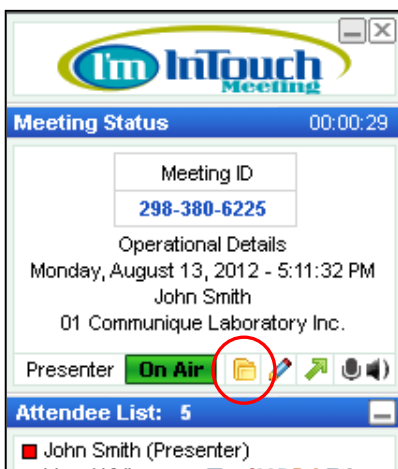 I'm InTouch
Meeting
Meeting Status 00:00:29
Meeting ID
298-380-6225
Operational Details
Monday, August 13, 2012 - 5:11:32 PM
John Smith
01 Communique Laboratory Inc.
Presenter On Air
Attendee List: 5
John Smith (Presenter)